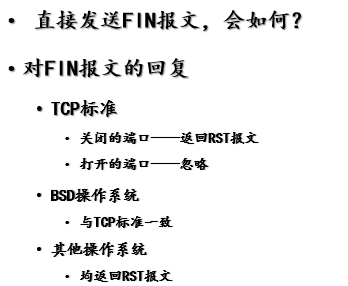 • 直接发送FIN报文，会如何？
• 对FIN报文的回复
• TCP标准
• 关闭的端口——返回RST报文
• 打开的端口——忽略
• BSD操作系统
• 与TCP标准一致
• 其他操作系统
• 均返回RST报文